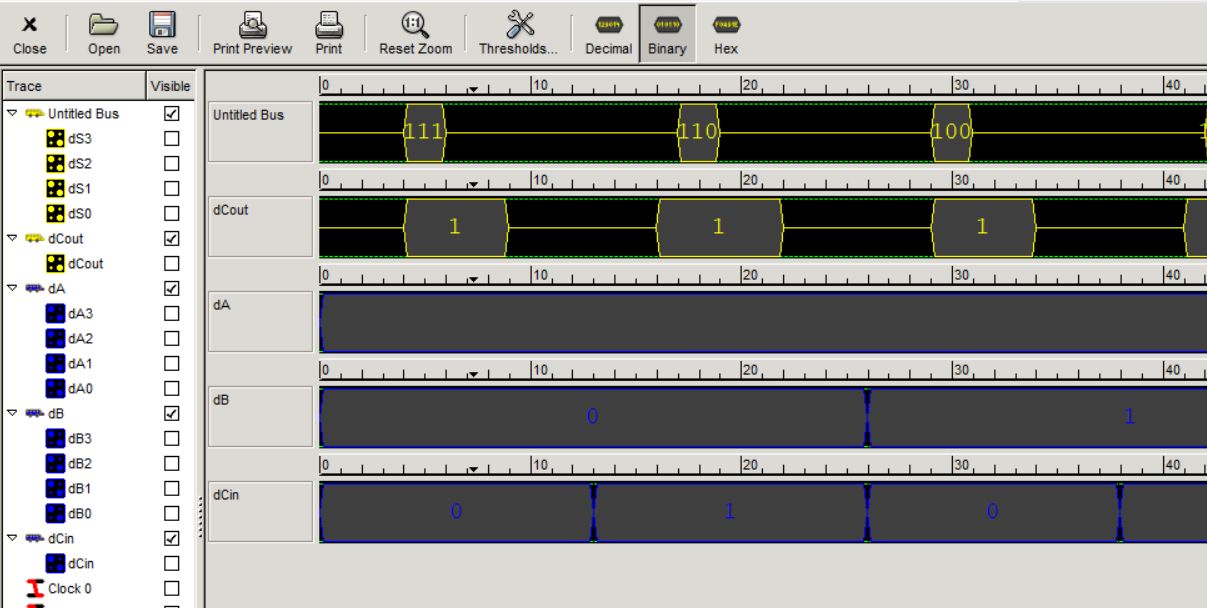 Close Open Save Print Preview Print Reset Zoom Thresholds... Decimal Binary Hex
Trace Visible
Untitled Bus
dS3
dS2
dS1
dS0
dCout
dCout
dA
dA3
dA2
dA1
dA0
dB
dB3
dB2
dB1
dB0
dCin
dCin
Clock 0
0 10 20 30 40
Untitled Bus 111 110 100 1
0 10 20 30 40
dCout 1 1 1
0 10 20 30 40
dA
0 10 20 30 40
dB 0 1
0 10 20 30 40
dCin 0 1 0